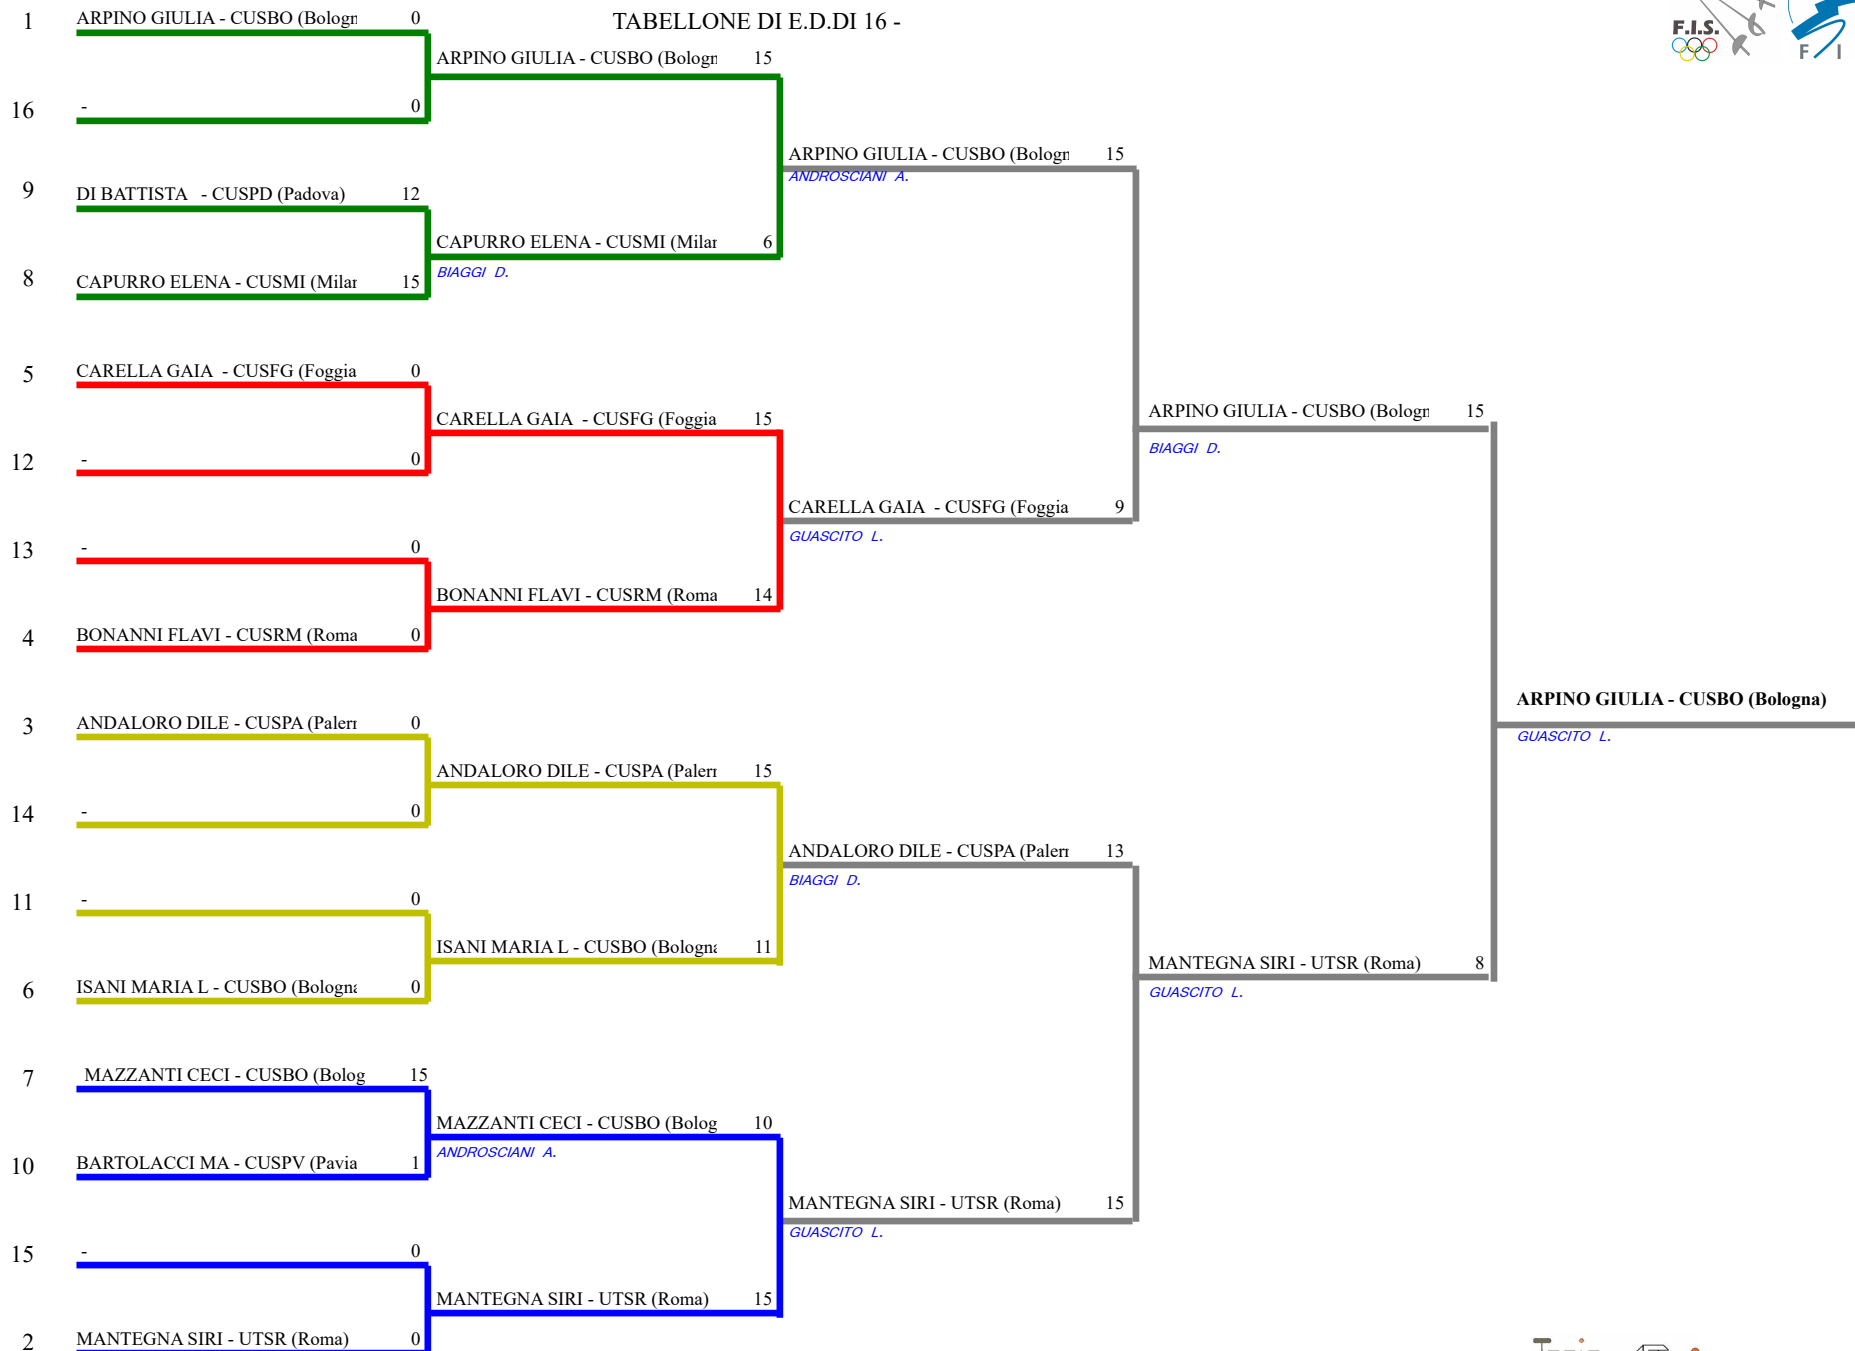 TABELLONE DI E.D.DI 16 -
F.I.S.
F I
1 ARPINO GIULIA - CUSBO (Bologn 0
ARPINO GIULIA - CUSBO (Bologn 15
16 - 0
ARPINO GIULIA - CUSBO (Bologn 15
ANDROSCIANI A.
9 DI BATTISTA - CUSPD (Padova) 12
CAPURRO ELENA - CUSMI (Milar 6
BIAGGI D.
8 CAPURRO ELENA - CUSMI (Milar 15
5 CARELLA GAIA - CUSFG (Foggia 0
CARELLA GAIA - CUSFG (Foggia 15
ARPINO GIULIA - CUSBO (Bologn 15
BIAGGI D.
12 - 0
CARELLA GAIA - CUSFG (Foggia 9
GUASCITO L.
13 - 0
BONANNI FLAVI - CUSRM (Roma 14
4 BONANNI FLAVI - CUSRM (Roma 0
ARPINO GIULIA - CUSBO (Bologna)
GUASCITO L.
3 ANDALORO DILE - CUSPA (Palerr 0
ANDALORO DILE - CUSPA (Palerr 15
14 - 0
ANDALORO DILE - CUSPA (Palerr 13
BIAGGI D.
11 - 0
ISANI MARIA L - CUSBO (Bologna 11
MANTEGNA SIRI - UTSR (Roma) 8
GUASCITO L.
6 ISANI MARIA L - CUSBO (Bologna 0
7 MAZZANTI CECI - CUSBO (Bolog 15
MAZZANTI CECI - CUSBO (Bolog 10
ANDROSCIANI A.
10 BARTOLACCI MA - CUSPV (Pavia 1
MANTEGNA SIRI - UTSR (Roma) 15
GUASCITO L.
15 - 0
MANTEGNA SIRI - UTSR (Roma) 15
2 MANTEGNA SIRI - UTSR (Roma) 0